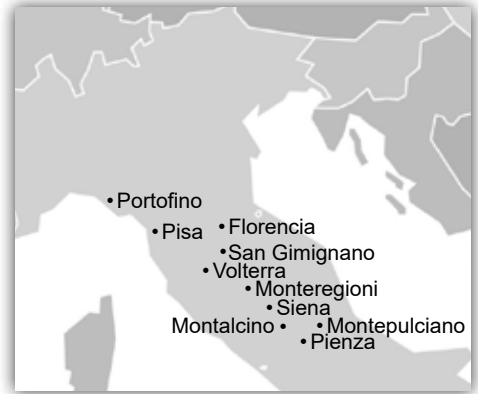 Portofino
Florencia
Pisa
San Gimignano
Volterra
Monteregioni
Siena
Montalcino
Montepulciano
Pienza